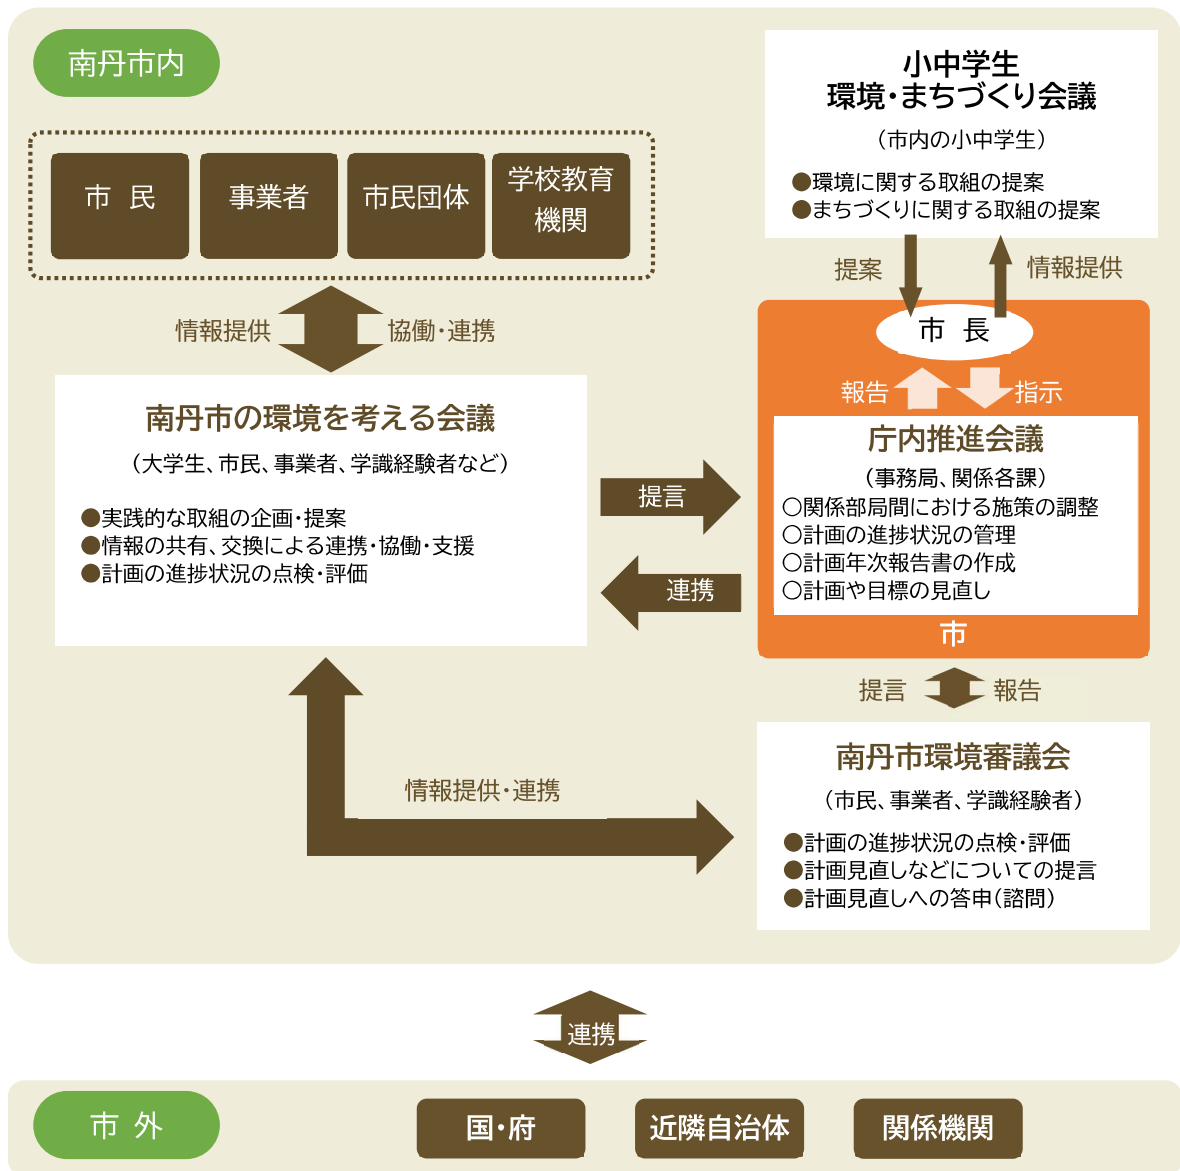 南丹市内
小中学生
環境・まちづくり会議
（市内の小中学生）
●環境に関する取組の提案
●まちづくりに関する取組の提案
市 民
事業者
市民団体
学校教育
機関
提案
情報提供
情報提供
協働・連携
市 長
報告
指示
南丹市の環境を考える会議
（大学生、市民、事業者、学識経験者など）
●実践的な取組の企画・提案
●情報の共有、交換による連携・協働・支援
●計画の進捗状況の点検・評価
提言
連携
庁内推進会議
（事務局、関係各課）
○関係部局間における施策の調整
○計画の進捗状況の管理
○計画年次報告書の作成
○計画や目標の見直し
市
提言
報告
情報提供・連携
南丹市環境審議会
（市民、事業者、学識経験者）
●計画の進捗状況の点検・評価
●計画見直しなどについての提言
●計画見直しへの答申（諮問）
連携
市 外
国・府
近隣自治体
関係機関